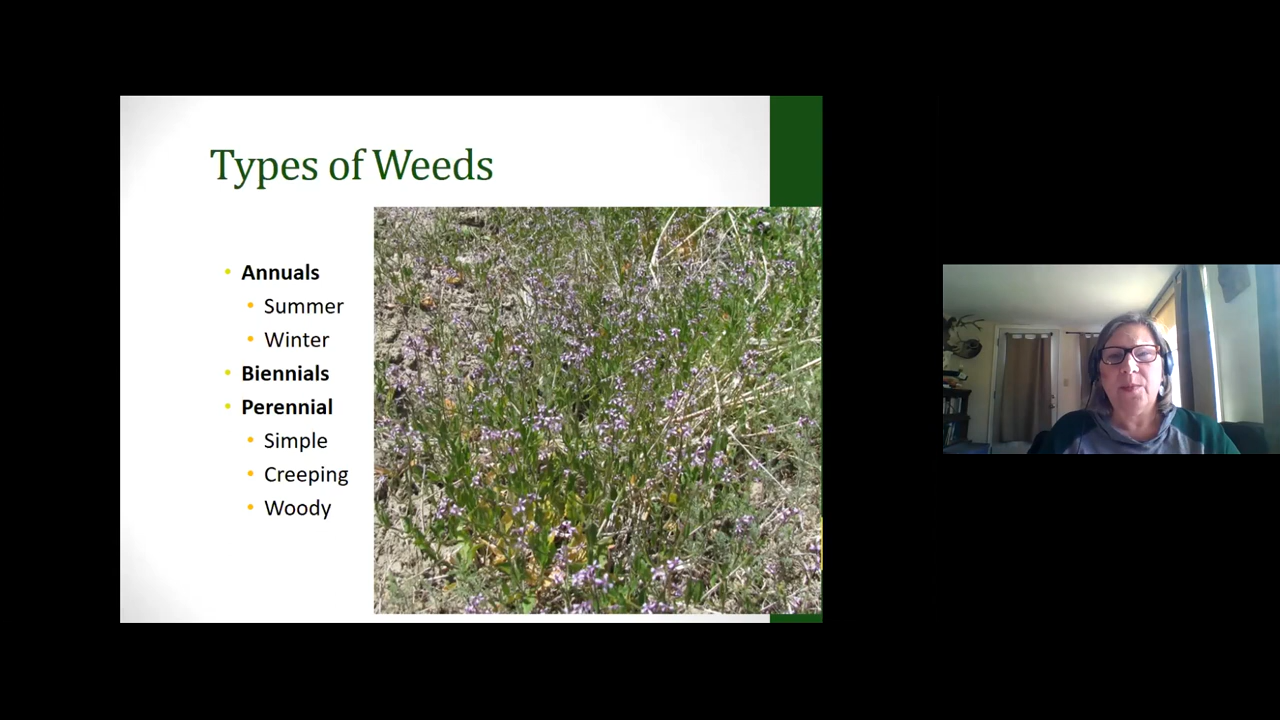 Types of Weeds
Annuals
Summer
Winter
Biennials
Perennial
Simple
Creeping
Woody